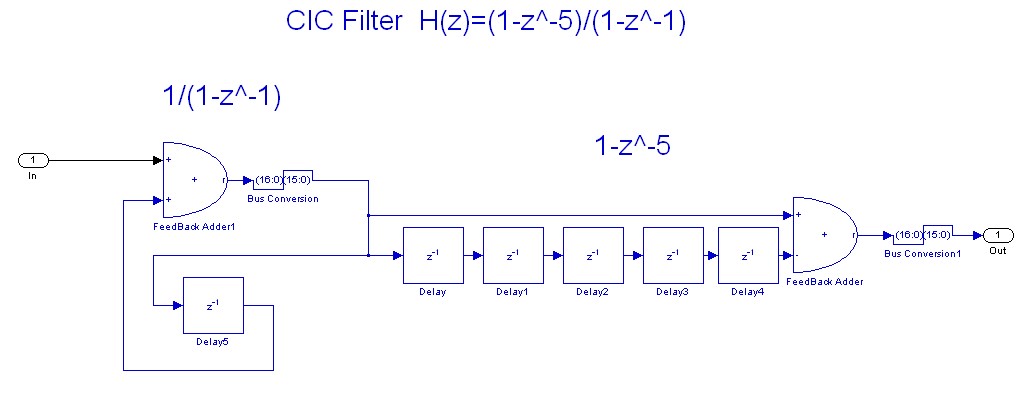 CIC Filter H(z)=(1-z^-5)/(1-z^-1)
1/(1-z^-1)
1-z^-5
1
In
+
+
+
r
FeedBack Adder1
(16:0)(15:0)
Bus Conversion
z-1
Delay5
z-1
Delay
z-1
Delay1
z-1
Delay2
z-1
Delay3
z-1
Delay4
+
+
-
r
FeedBack Adder
(16:0)(15:0)
Bus Conversion1
1
Out